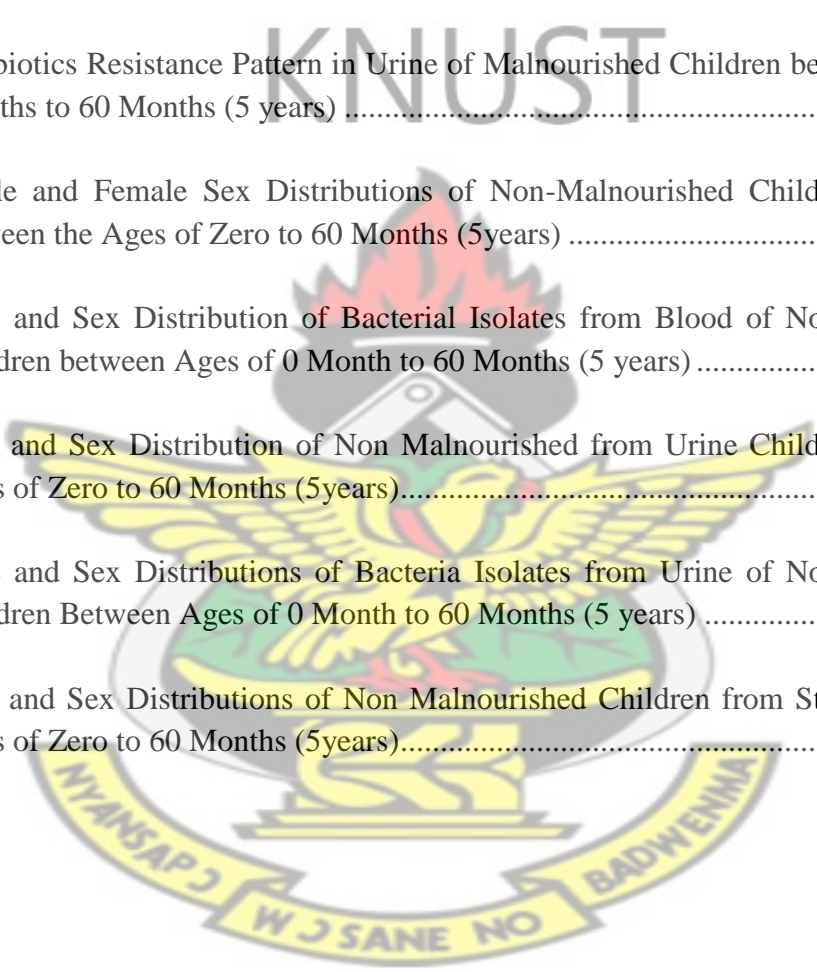 KNUST
biotics Resistance Pattern in Urine of Malnourished Children be
ths to 60 Months (5 years) ................................................................
le and Female Sex Distributions of Non-Malnourished Child
een the Ages of Zero to 60 Months (5years) ....................................
and Sex Distribution of Bacterial Isolates from Blood of No
dren between Ages of 0 Month to 60 Months (5 years) ...................
and Sex Distribution of Non Malnourished from Urine Child
s of Zero to 60 Months (5years)..........................................................
and Sex Distributions of Bacteria Isolates from Urine of No
dren Between Ages of 0 Month to 60 Months (5 years) ..................
and Sex Distributions of Non Malnourished Children from St
s of Zero to 60 Months (5years)..........................................................
NYANSAPƆ
WƆ SANE NO
BADWENMA